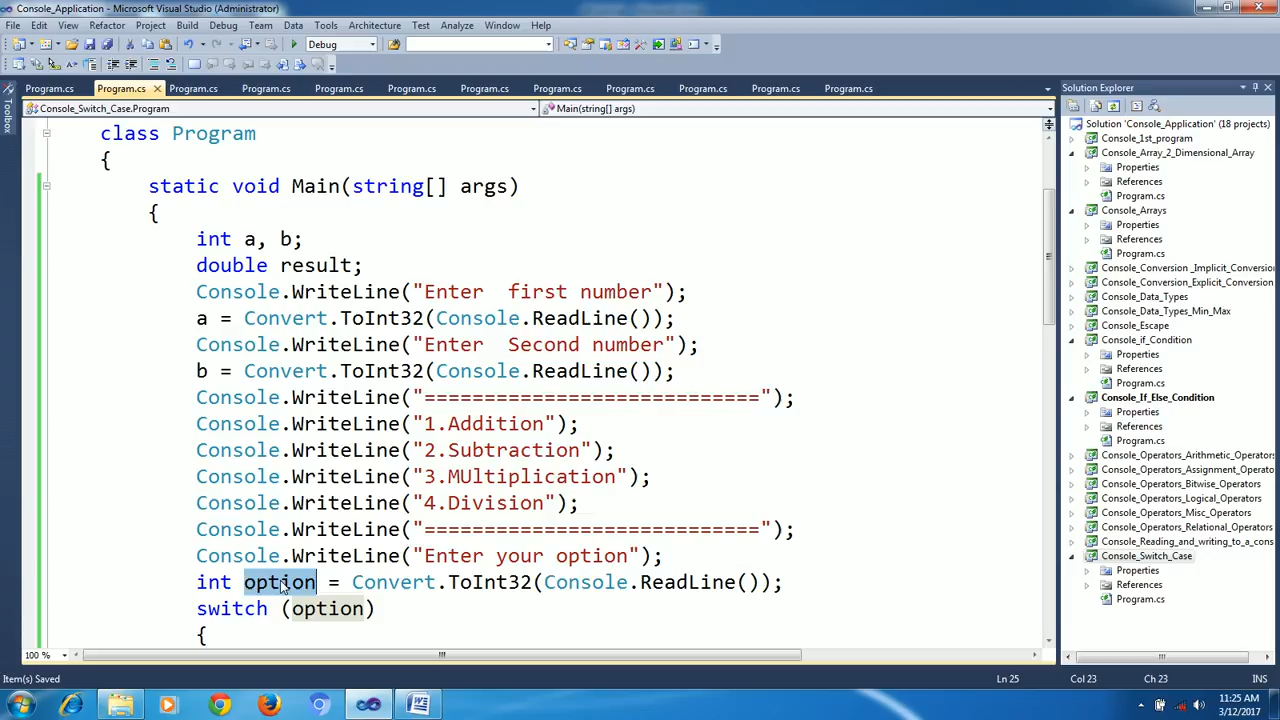 Console_Application - Microsoft Visual Studio (Administrator)
File Edit View Refactor Project Build Debug Team Data Tools Architecture Test Analyze Window Help
Debug
Program.cs Program.cs Program.cs Program.cs Program.cs Program.cs Program.cs Program.cs Program.cs Program.cs Program.cs Program.cs
Console_Switch_Case.Program Main(string[] args)
Toolbox
class Program
{
static void Main(string[] args)
{
int a, b;
double result;
Console.WriteLine("Enter  first number");
a = Convert.ToInt32(Console.ReadLine());
Console.WriteLine("Enter  Second number");
b = Convert.ToInt32(Console.ReadLine());
Console.WriteLine("============================");
Console.WriteLine("1.Addition");
Console.WriteLine("2.Subtraction");
Console.WriteLine("3.MUltiplication");
Console.WriteLine("4.Division");
Console.WriteLine("============================");
Console.WriteLine("Enter your option");
int option = Convert.ToInt32(Console.ReadLine());
switch (option)
{
100 %
Solution Explorer
Solution 'Console_Application' (18 projects)
Console_1st_program
Console_Array_2_Dimensional_Array
Properties
References
Program.cs
Console_Arrays
Properties
References
Program.cs
Console_Conversion _Implicit_Conversion
Console_Conversion_Explicit_Conversion
Console_Data_Types
Console_Data_Types_Min_Max
Console_Escape
Console_if_Condition
Properties
References
Program.cs
Console_If_Else_Condition
Properties
References
Program.cs
Console_Operators_Arithmetic_Operators
Console_Operators_Assignment_Operato
Console_Operators_Bitwise_Operators
Console_Operators_Logical_Operators
Console_Operators_Misc_Operators
Console_Operators_Relational_Operators
Console_Reading_and_writing_to_a_cons
Console_Switch_Case
Properties
References
Program.cs
Item(s) Saved Ln 25 Col 23 Ch 23 INS
11:25 AM
3/12/2017